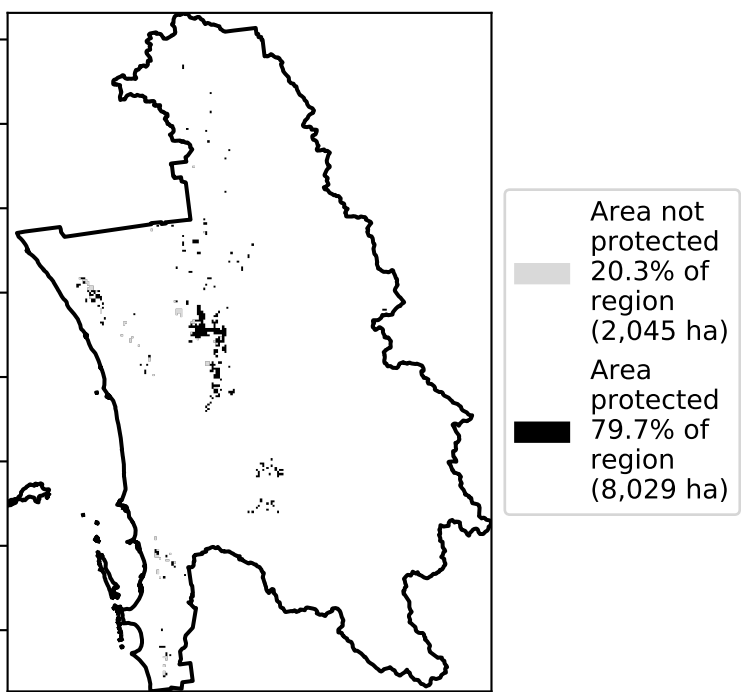 Area not
protected
20.3% of
region
(2,045 ha)
Area
protected
79.7% of
region
(8,029 ha)